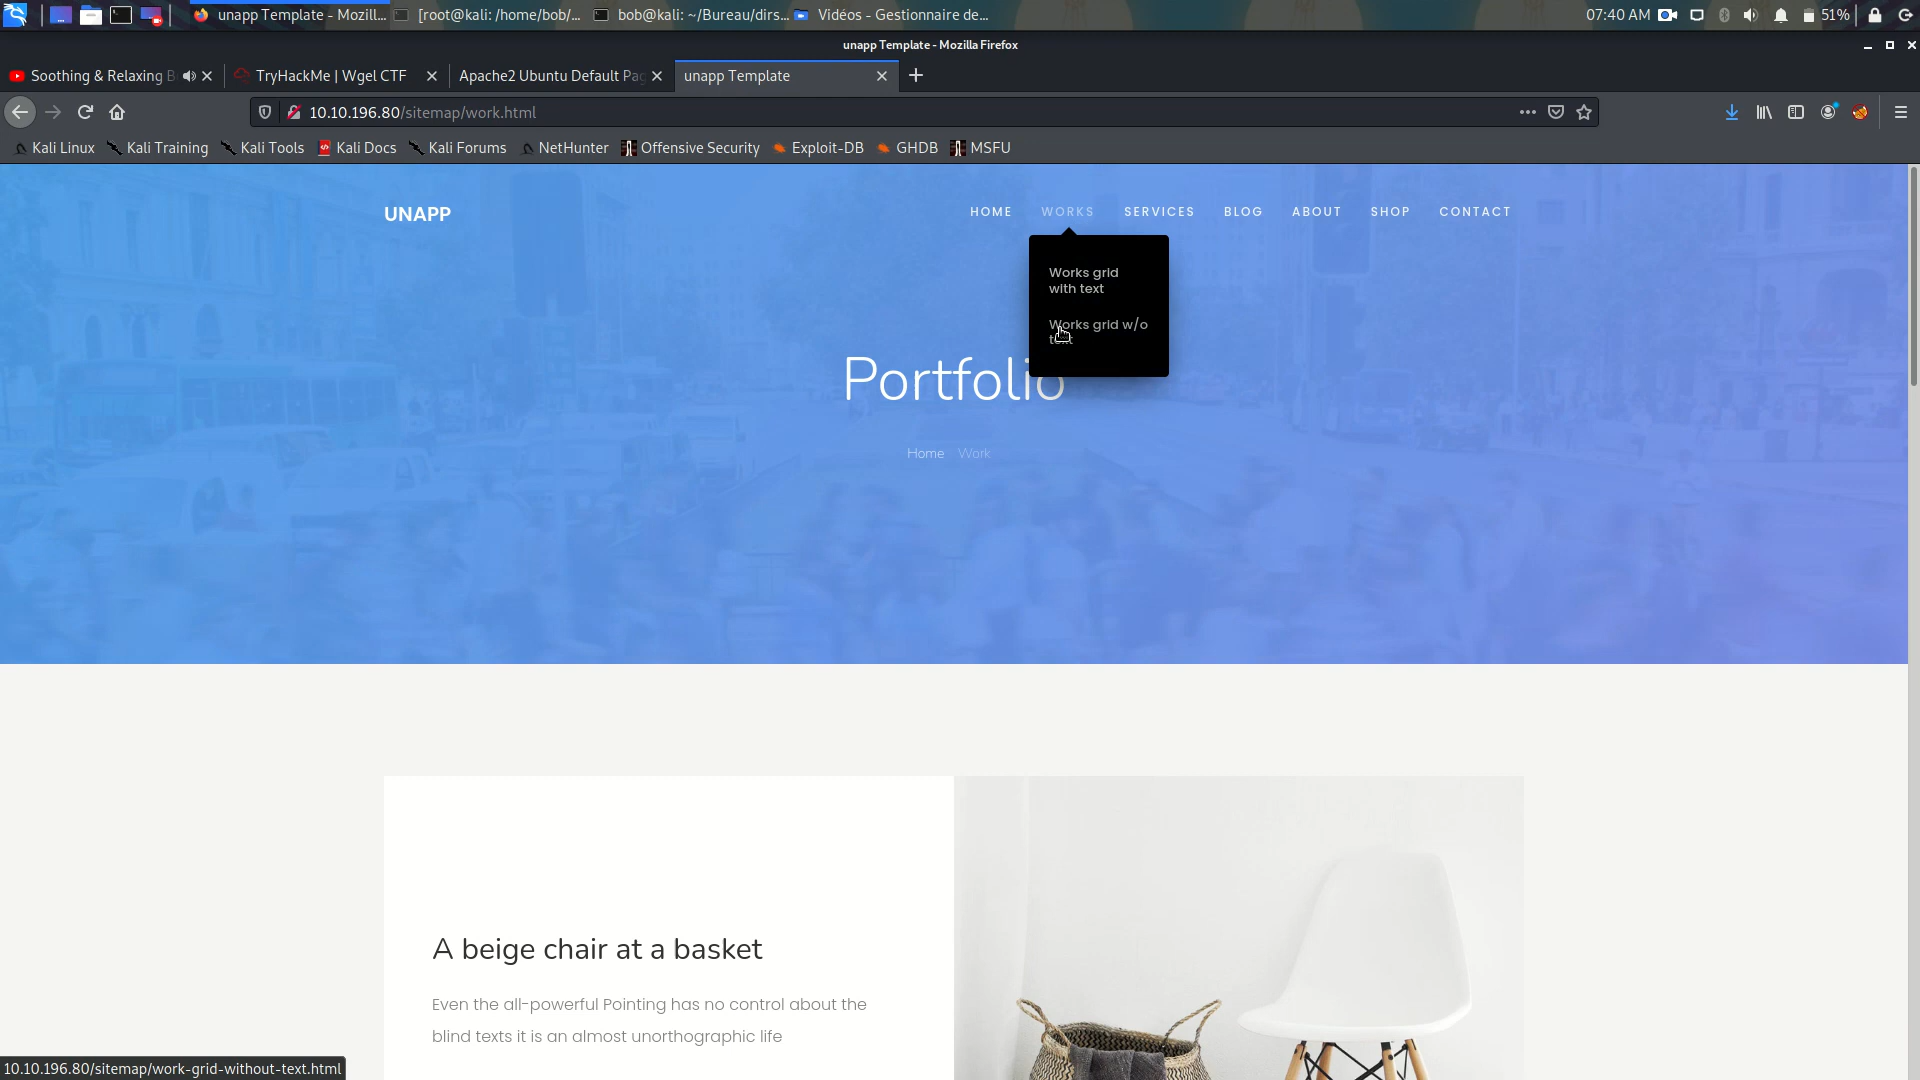 unapp Template - Mozill...
[root@kali: /home/bob/...
bob@kali: ~/Bureau/dirs...
Vidéos - Gestionnaire de...
07:40 AM
51%
unapp Template - Mozilla Firefox
Soothing & Relaxing B
TryHackMe | Wgel CTF
Apache2 Ubuntu Default Pag
unapp Template
10.10.196.80/sitemap/work.html
Kali Linux
Kali Training
Kali Tools
Kali Docs
Kali Forums
NetHunter
Offensive Security
Exploit-DB
GHDB
MSFU
UNAPP
HOME
WORKS
SERVICES
BLOG
ABOUT
SHOP
CONTACT
Works grid
with text
Works grid w/o
text
Portfolio
Home Work
A beige chair at a basket
Even the all-powerful Pointing has no control about the
blind texts it is an almost unorthographic life
10.10.196.80/sitemap/work-grid-without-text.html